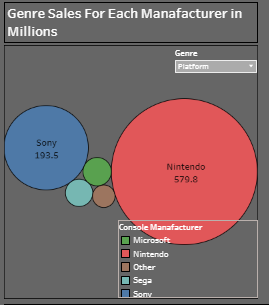 Genre Sales For Each Manafacturer in
Millions
Genre
Platform
Sony
193.5
Nintendo
579.8
Console Manafacturer
Microsoft
Nintendo
Other
Sega
Sony